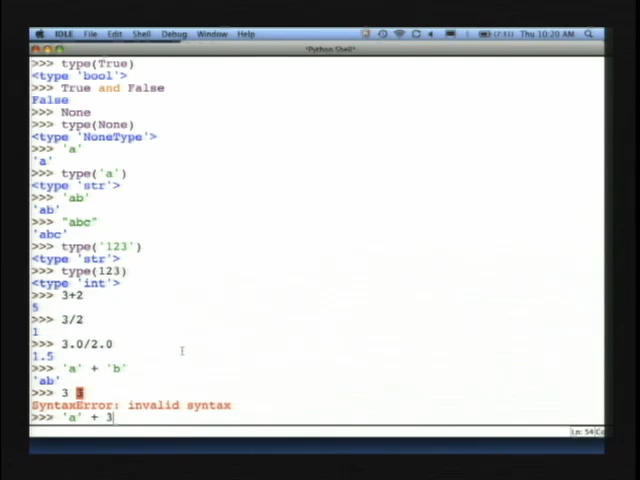 IDLE File Edit Shell Debug Window Help (7:51) Thu 10:20 AM
*Python Shell*
>>> type(True)
<type 'bool'>
>>> True and False
False
>>> None
>>> type(None)
<type 'NoneType'>
>>> 'a'
'a'
>>> type('a')
<type 'str'>
>>> 'ab'
'ab'
>>> "abc"
'abc'
>>> type('123')
<type 'str'>
>>> type(123)
<type 'int'>
>>> 3+2
5
>>> 3/2
1
>>> 3.0/2.0
1.5
>>> 'a' + 'b'
'ab'
>>> 3 3
SyntaxError: invalid syntax
>>> 'a' + 3
Ln: 54